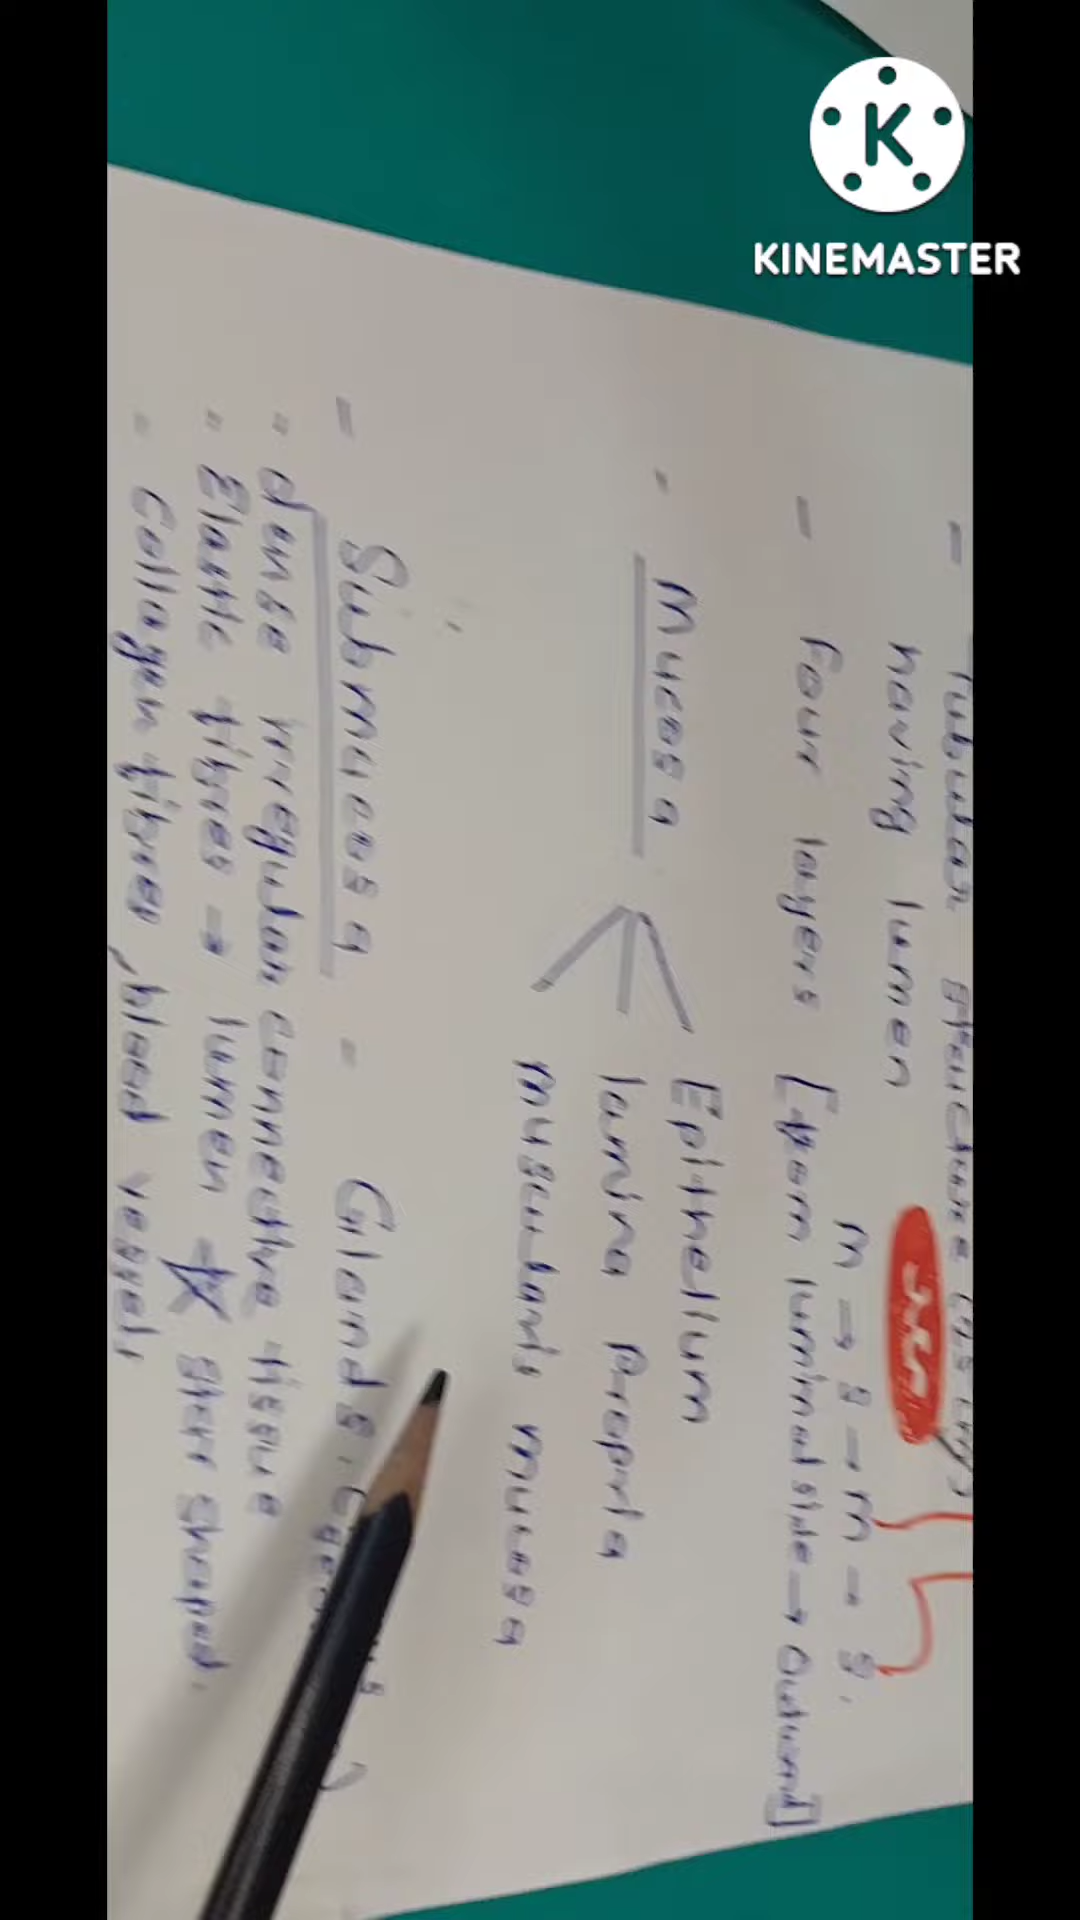 KINEMASTER
- Tubular structure
having lumen
m → s → m → s.
- Four layers [from luminal side → outward]
• Mucosa
Epithelium
lamina propria
muscularis mucosa
- Submucosa - Glands.
" dense irregular connective tissue
" Elastic fibres → lumen → star shaped.
" Collagen fibres, blood vessels